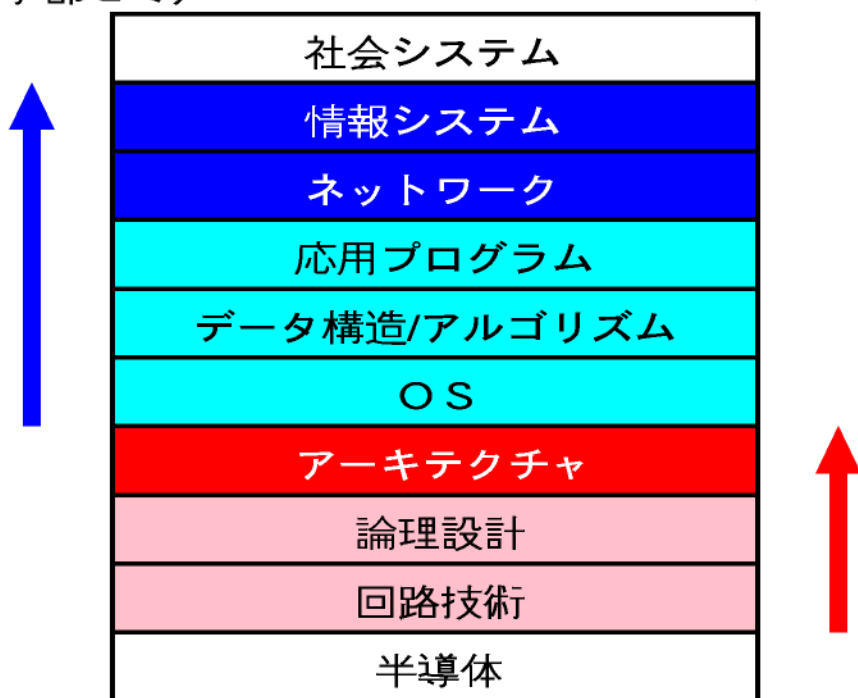 社会システム
情報システム
ネットワーク
応用プログラム
データ構造/アルゴリズム
ＯＳ
アーキテクチャ
論理設計
回路技術
半導体